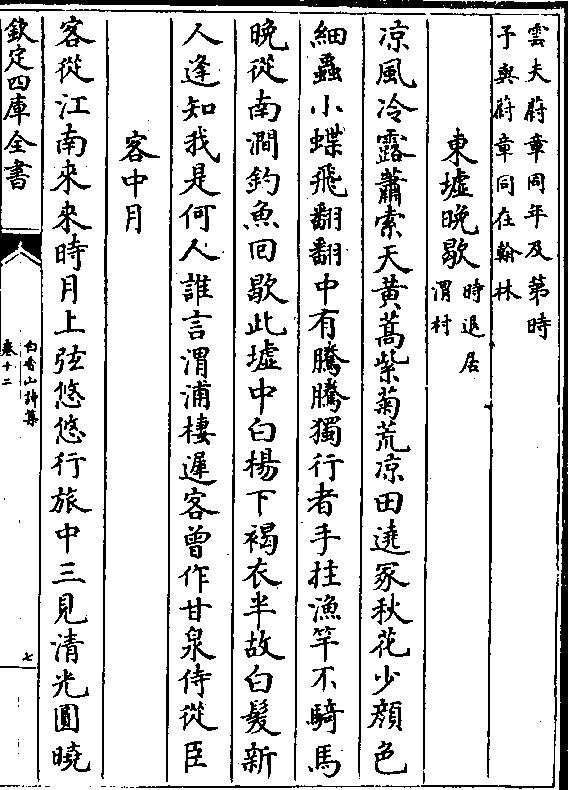 雲夫蔚章同年及第時
予與蔚章同在翰林
東墟晚歇時退居
渭村
凉風冷露蕭索天黄蒿紫菊荒凉田遶冢秋花少顔色
細蟲小蝶飛翻翻中有騰騰獨行者手拄漁竿不騎馬
晚從南澗釣魚回歇此墟中白楊下褐衣半故白髮新
人逢知我是何人誰言渭浦棲遲客曾作甘泉侍從臣
客中月
客從江南來來時月上弦悠悠行旅中三見清光圓曉
欽定四庫全書
白香山詩集
卷十二
七